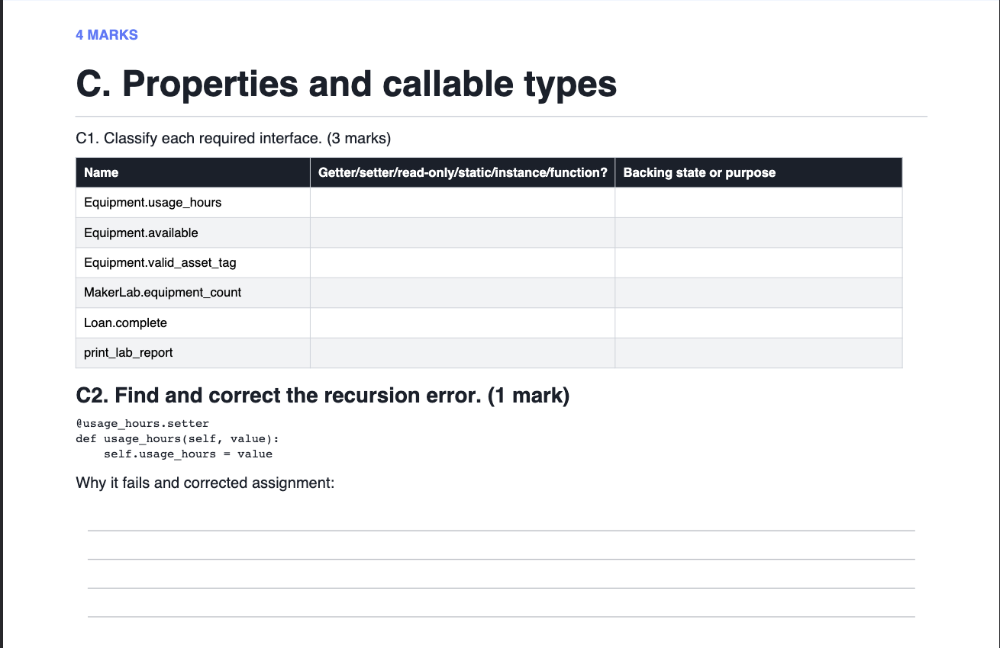 4 MARKS
C. Properties and callable types
C1. Classify each required interface. (3 marks)
Name Getter/setter/read-only/static/instance/function? Backing state or purpose
Equipment.usage_hours
Equipment.available
Equipment.valid_asset_tag
MakerLab.equipment_count
Loan.complete
print_lab_report
C2. Find and correct the recursion error. (1 mark)
@usage_hours.setter
def usage_hours(self, value):
    self.usage_hours = value
Why it fails and corrected assignment: